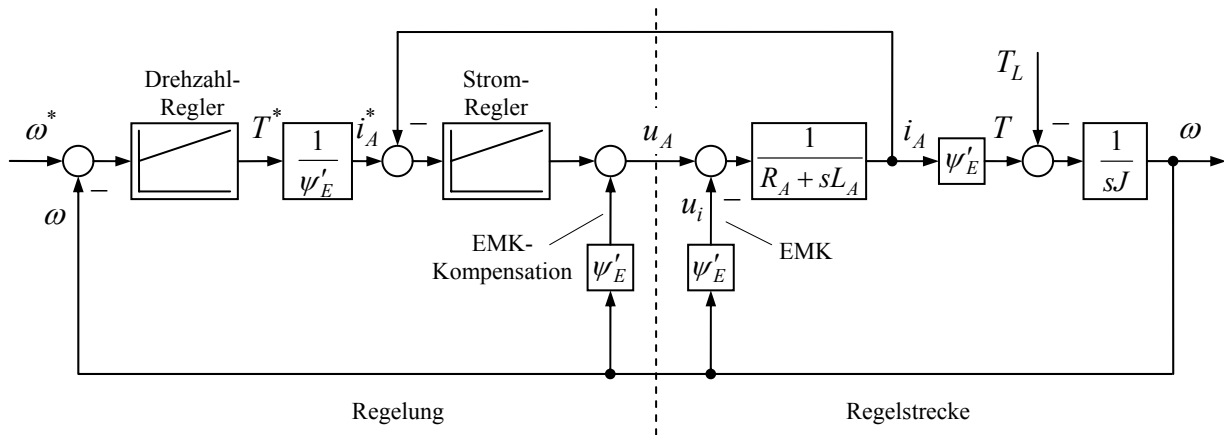 Drehzahl-
Regler
Strom-
Regler
T_L
ω*
T*
i_A*
u_A
i_A
T
ω
1
ψ'_E
1
R_A + sL_A
ψ'_E
1
sJ
−
−
−
−
ω
u_i
EMK-
Kompensation
ψ'_E
ψ'_E
EMK
Regelung
Regelstrecke